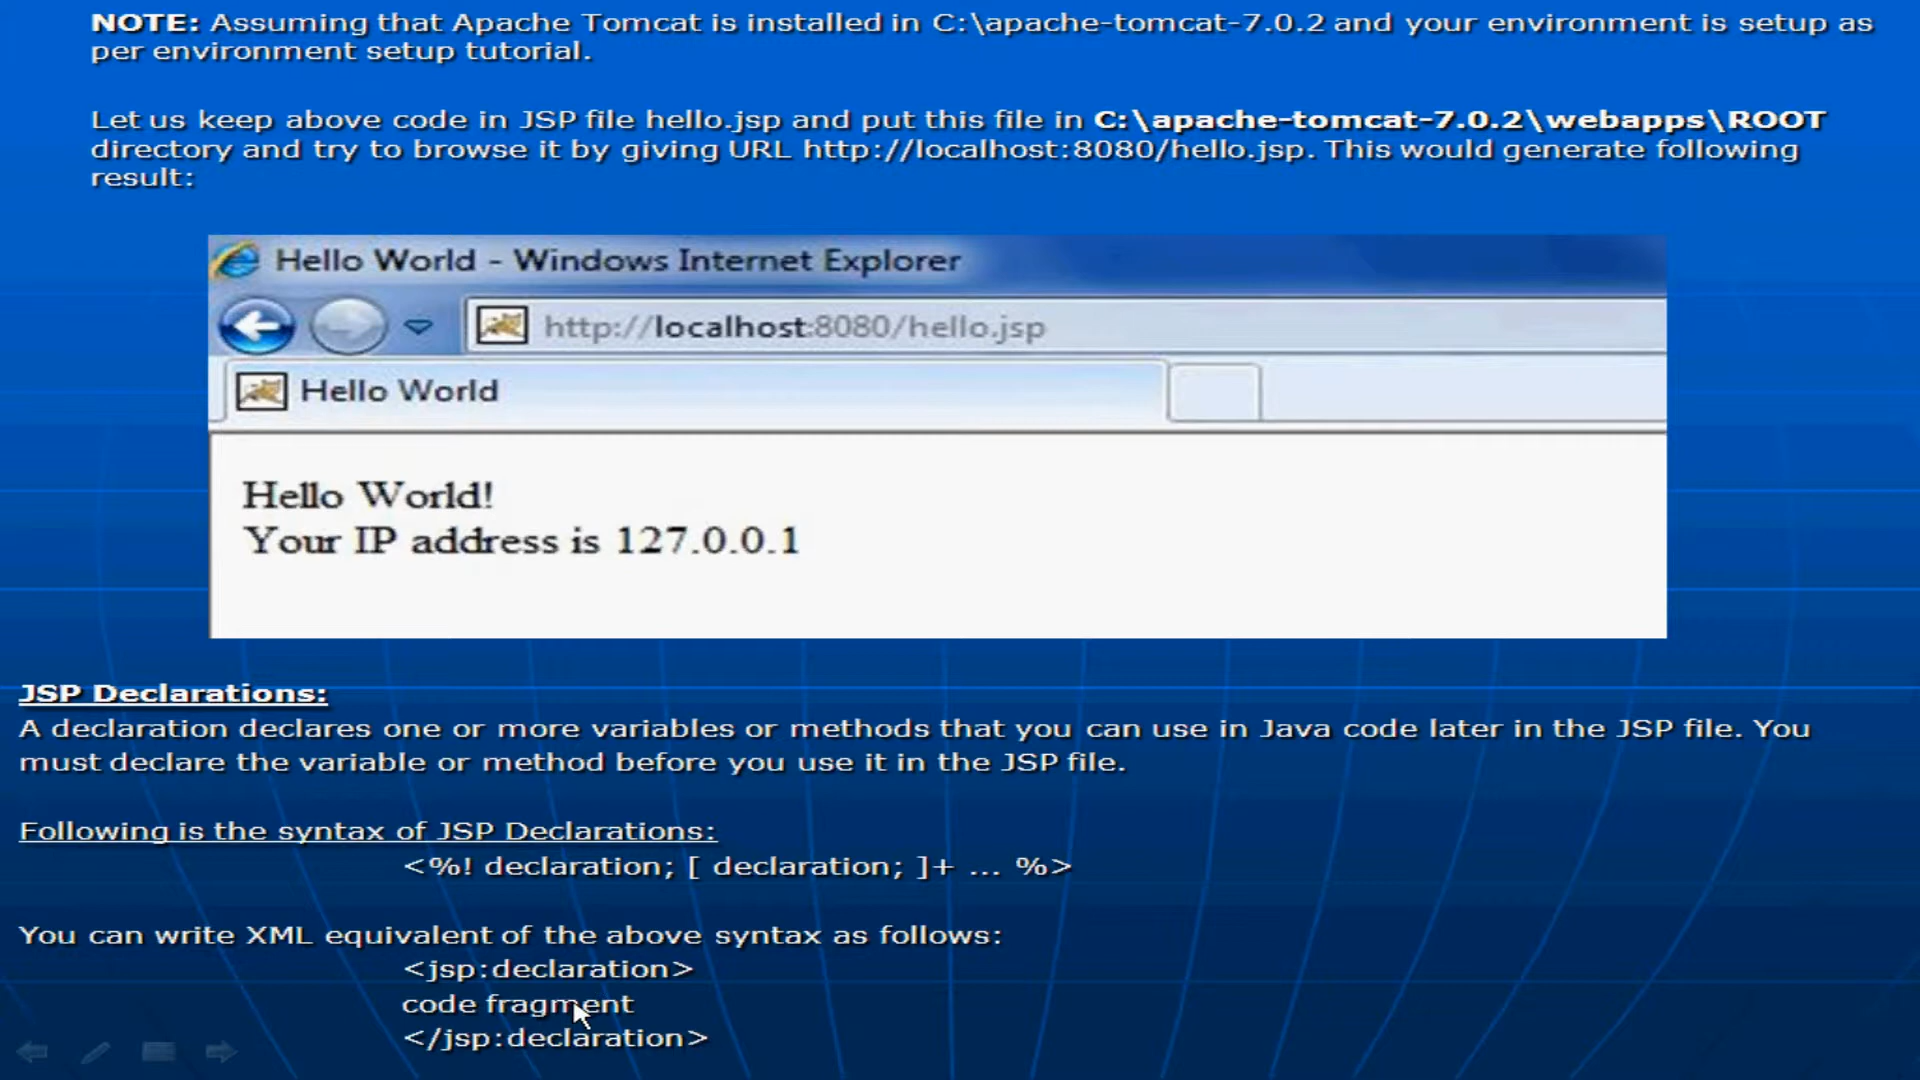 NOTE: Assuming that Apache Tomcat is installed in C:\apache-tomcat-7.0.2 and your environment is setup as
per environment setup tutorial.
Let us keep above code in JSP file hello.jsp and put this file in C:\apache-tomcat-7.0.2\webapps\ROOT
directory and try to browse it by giving URL http://localhost:8080/hello.jsp. This would generate following
result:
Hello World - Windows Internet Explorer
http://localhost:8080/hello.jsp
Hello World
Hello World!
Your IP address is 127.0.0.1
JSP Declarations:
A declaration declares one or more variables or methods that you can use in Java code later in the JSP file. You
must declare the variable or method before you use it in the JSP file.
Following is the syntax of JSP Declarations:
<%! declaration; [ declaration; ]+ ... %>
You can write XML equivalent of the above syntax as follows:
<jsp:declaration>
code fragment
</jsp:declaration>